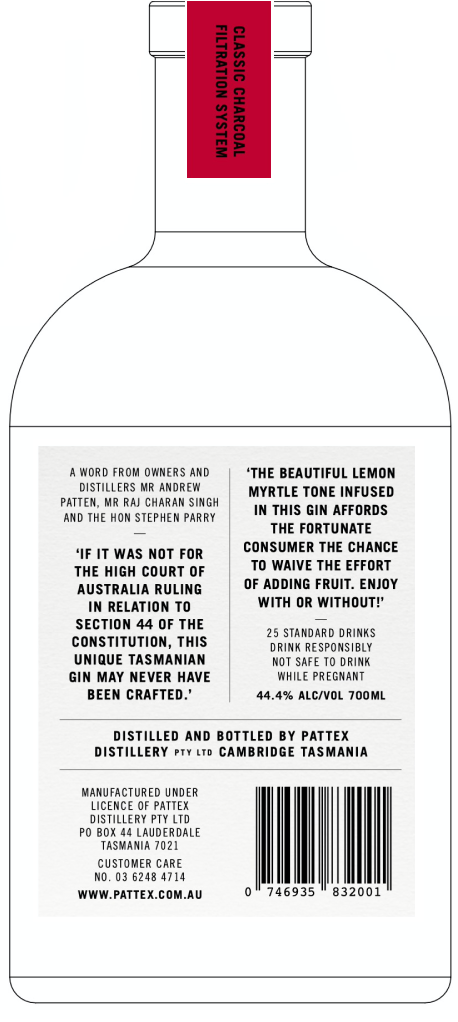 CLASSIC CHARCOAL
FILTRATION SYSTEM
A WORD FROM OWNERS AND
DISTILLERS MR ANDREW
PATTEN, MR RAJ CHARAN SINGH
AND THE HON STEPHEN PARRY
‘IF IT WAS NOT FOR
THE HIGH COURT OF
AUSTRALIA RULING
IN RELATION TO
SECTION 44 OF THE
CONSTITUTION, THIS
UNIQUE TASMANIAN
GIN MAY NEVER HAVE
BEEN CRAFTED.’
‘THE BEAUTIFUL LEMON
MYRTLE TONE INFUSED
IN THIS GIN AFFORDS
THE FORTUNATE
CONSUMER THE CHANCE
TO WAIVE THE EFFORT
OF ADDING FRUIT. ENJOY
WITH OR WITHOUT!’
25 STANDARD DRINKS
DRINK RESPONSIBLY
NOT SAFE TO DRINK
WHILE PREGNANT
44.4% ALC/VOL 700ML
DISTILLED AND BOTTLED BY PATTEX
DISTILLERY PTY LTD CAMBRIDGE TASMANIA
MANUFACTURED UNDER
LICENCE OF PATTEX
DISTILLERY PTY LTD
PO BOX 44 LAUDERDALE
TASMANIA 7021
CUSTOMER CARE
NO. 03 6248 4714
WWW.PATTEX.COM.AU
0 746935 832001